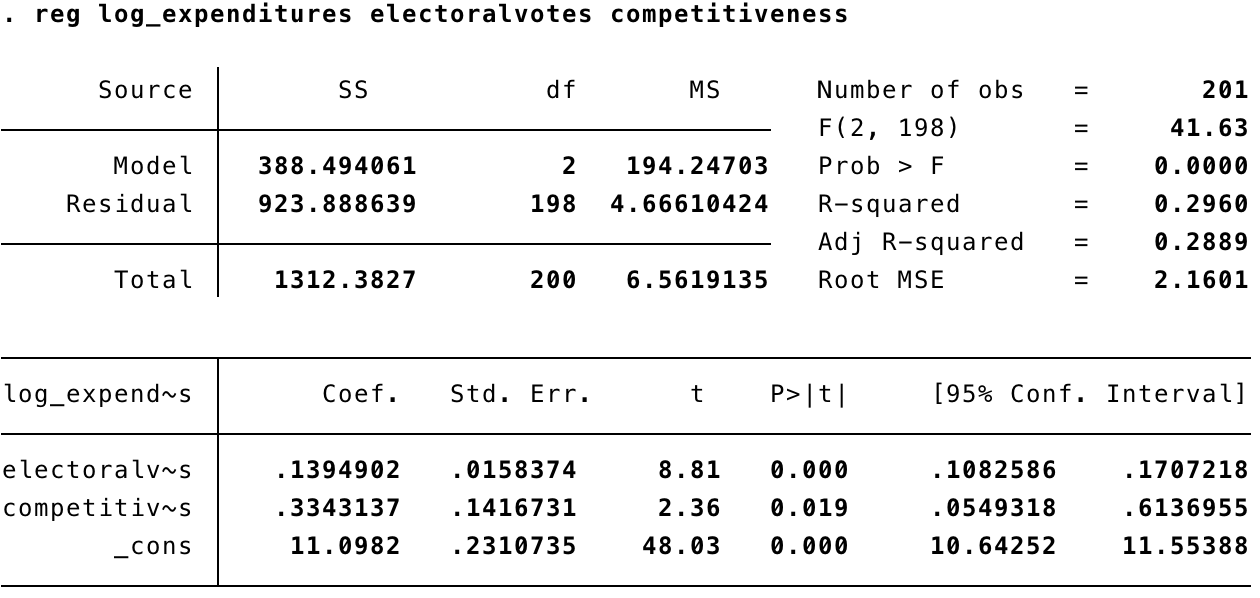 . reg log_expenditures electoralvotes competitiveness
Source SS df MS Number of obs = 201
F(2, 198) = 41.63
Model 388.494061 2 194.24703 Prob > F = 0.0000
Residual 923.888639 198 4.66610424 R-squared = 0.2960
Adj R-squared = 0.2889
Total 1312.3827 200 6.5619135 Root MSE = 2.1601
log_expend~s Coef. Std. Err. t P>|t| [95% Conf. Interval]
electoralv~s .1394902 .0158374 8.81 0.000 .1082586 .1707218
competitiv~s .3343137 .1416731 2.36 0.019 .0549318 .6136955
_cons 11.0982 .2310735 48.03 0.000 10.64252 11.55388